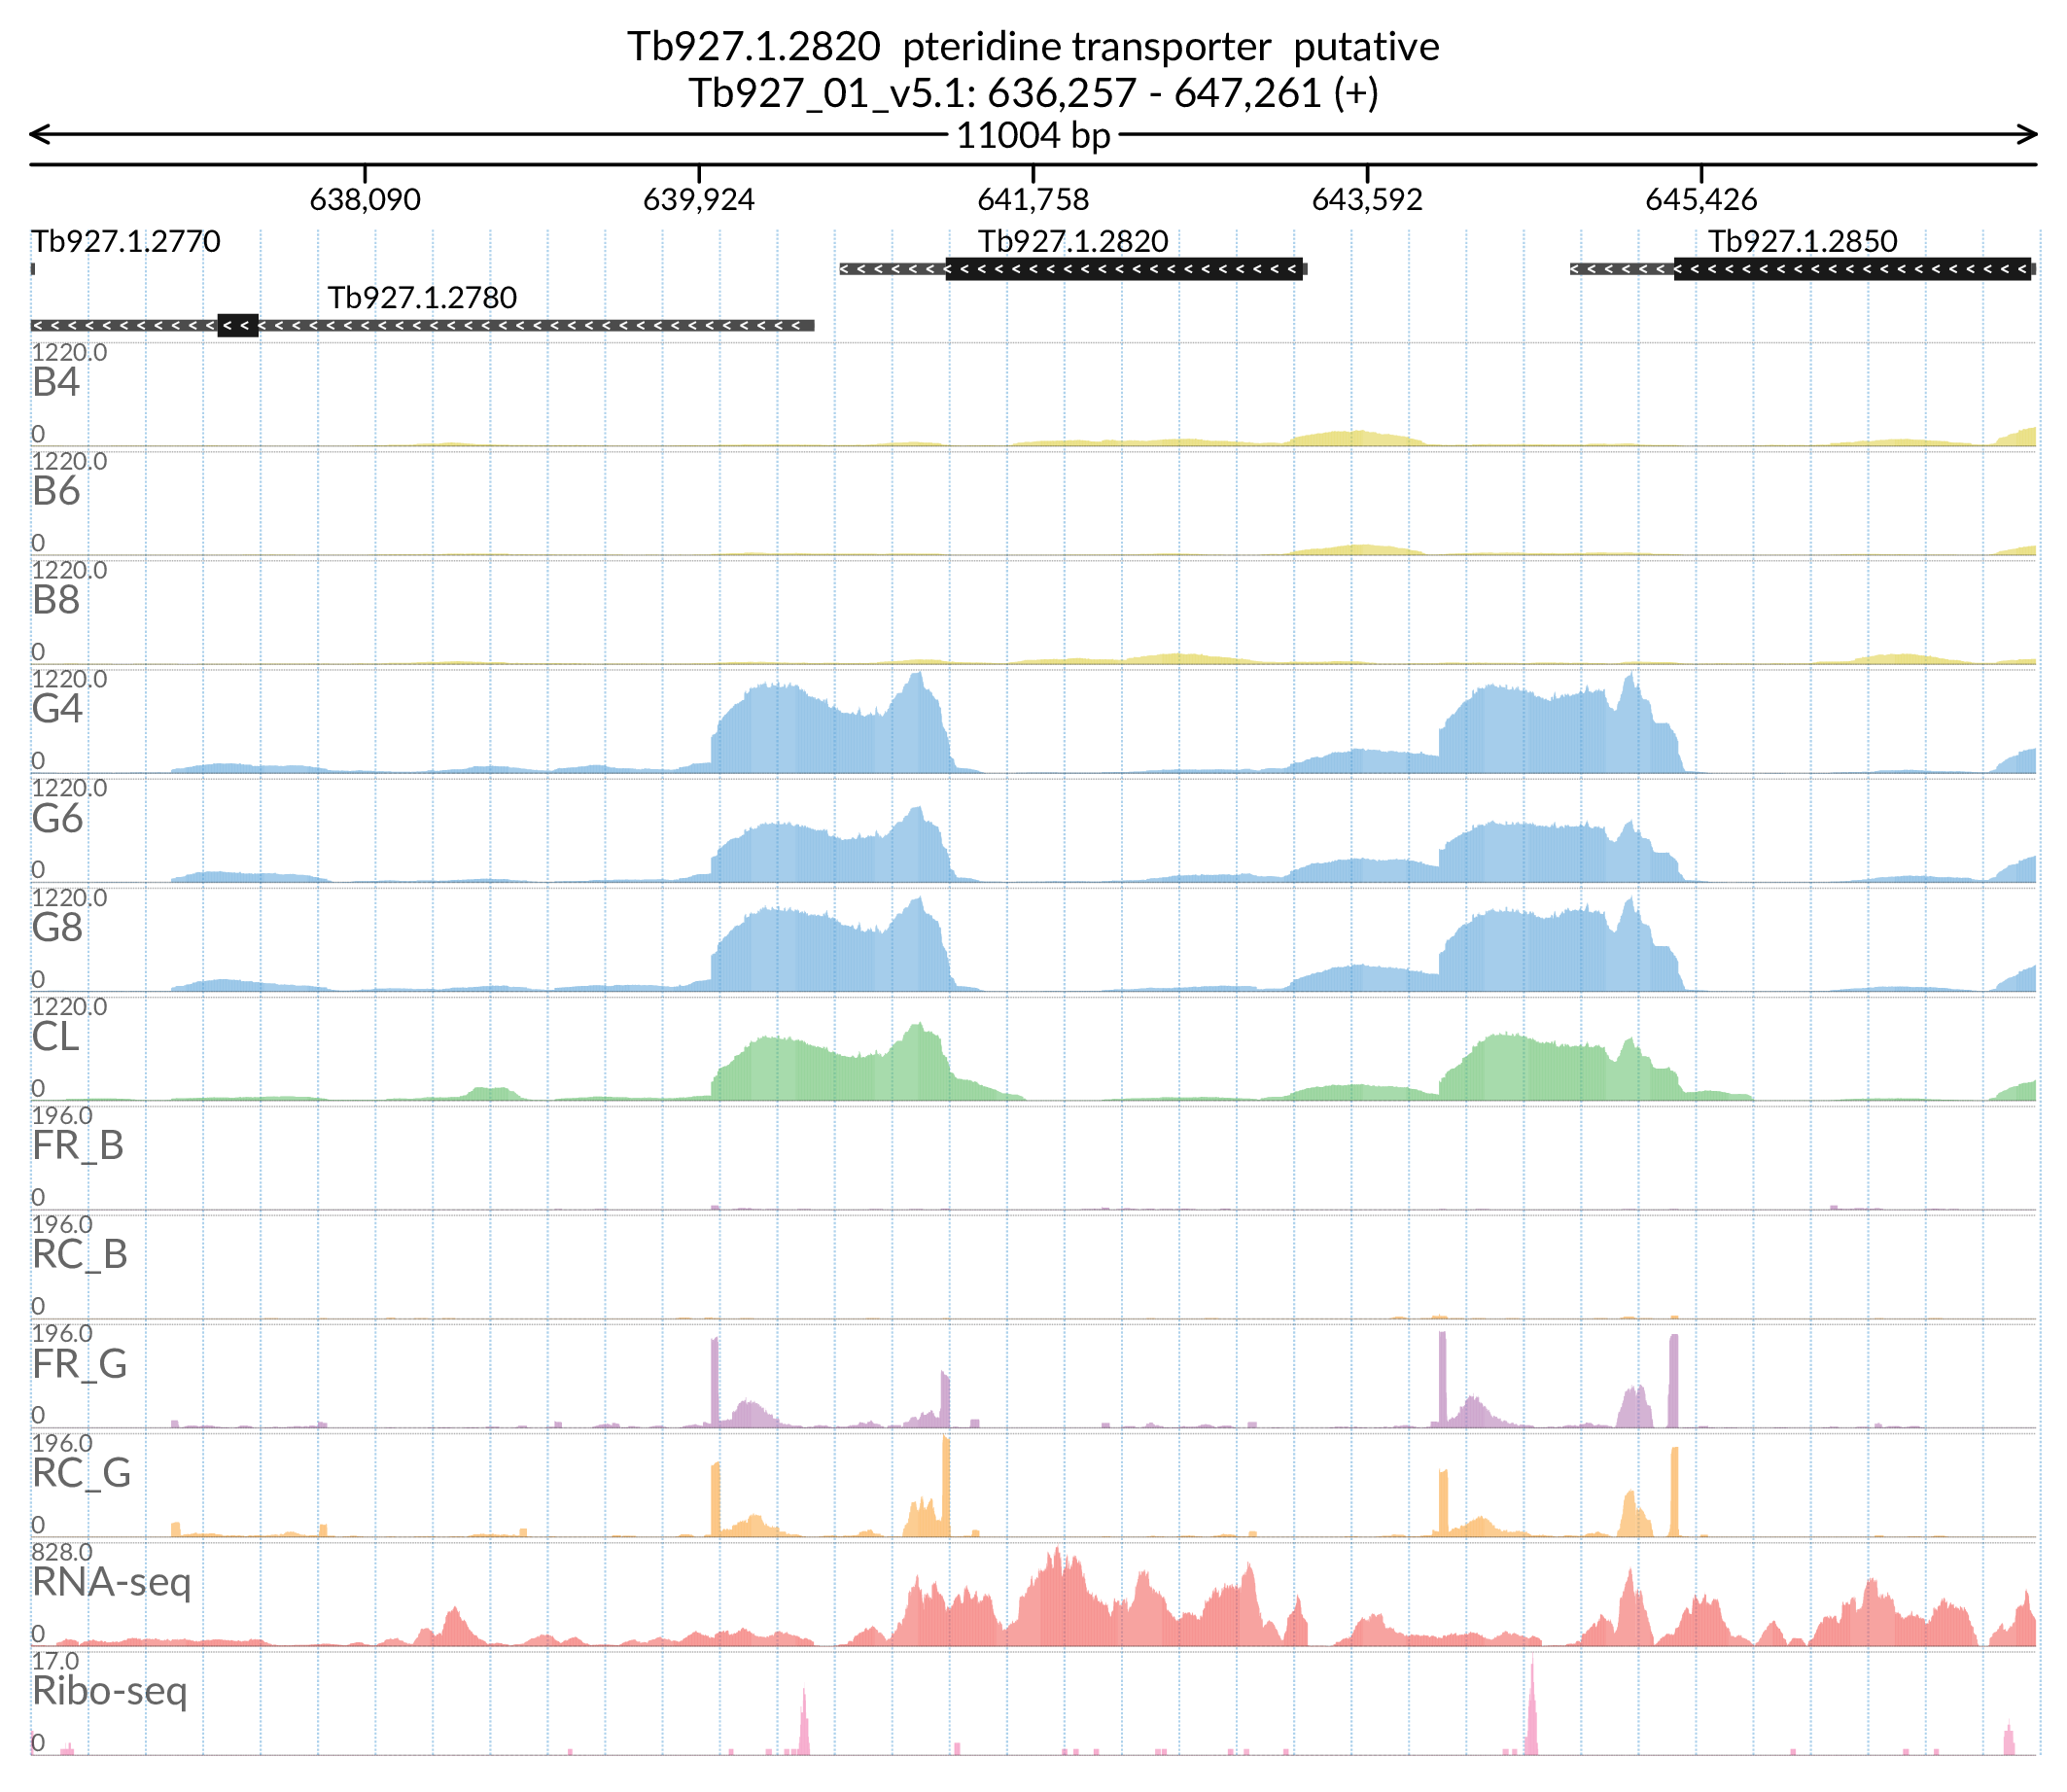 Tb927.1.2820 pteridine transporter putative
Tb927_01_v5.1: 636,257 - 647,261 (+)
11004 bp
638,090 639,924 641,758 643,592 645,426
Tb927.1.2770 Tb927.1.2820 Tb927.1.2850
Tb927.1.2780
1220.0
B4
0
1220.0
B6
0
1220.0
B8
0
1220.0
G4
0
1220.0
G6
0
1220.0
G8
0
1220.0
CL
0
196.0
FR_B
0
196.0
RC_B
0
196.0
FR_G
0
196.0
RC_G
0
828.0
RNA-seq
0
17.0
Ribo-seq
0